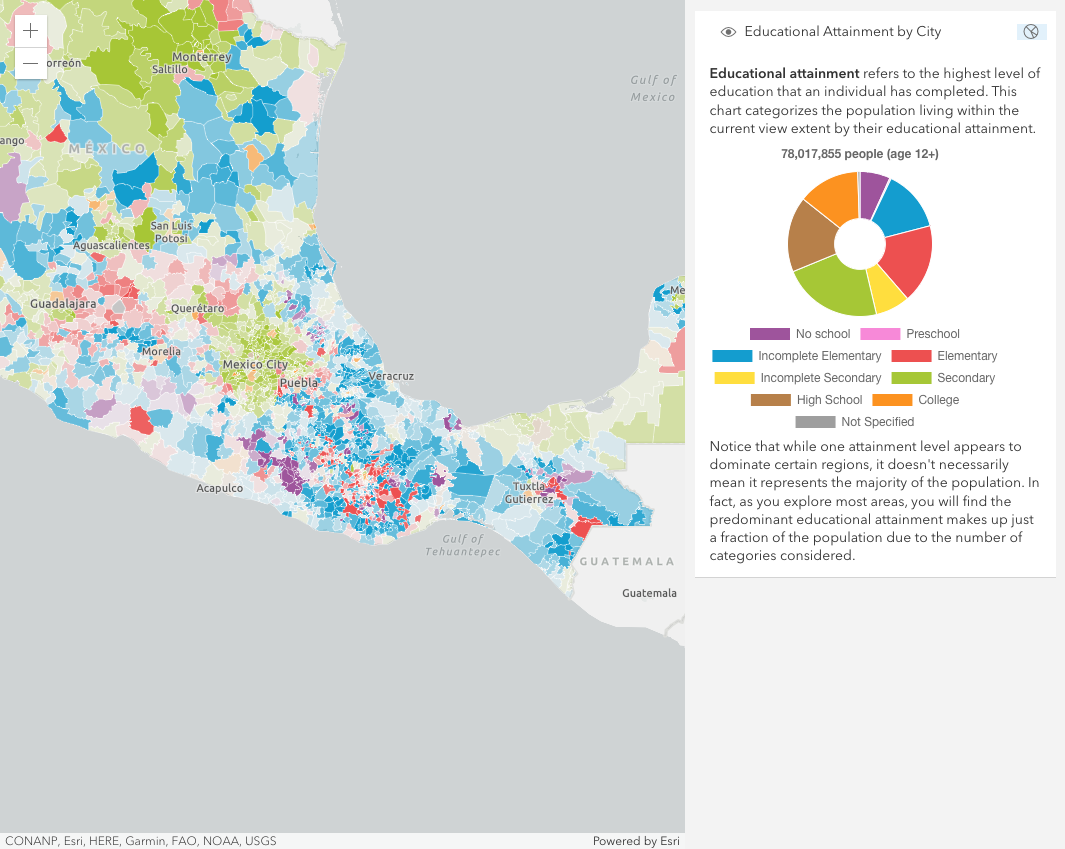 +
−
orreón
Monterrey
Saltillo
Gulf of
Mexico
ango
MÉXICO
San Luis
Potosi
Aguascalientes
Guadalajara
Querétaro
Me
Morelia
Mexico City
Puebla
Veracruz
Acapulco
Tuxtla
Gutierrez
Gulf of
Tehuantepec
GUATEMALA
Guatemala
CONANP, Esri, HERE, Garmin, FAO, NOAA, USGS
Powered by Esri
Educational Attainment by City
Educational attainment refers to the highest level of
education that an individual has completed. This
chart categorizes the population living within the
current view extent by their educational attainment.
78,017,855 people (age 12+)
No school
Preschool
Incomplete Elementary
Elementary
Incomplete Secondary
Secondary
High School
College
Not Specified
Notice that while one attainment level appears to
dominate certain regions, it doesn't necessarily
mean it represents the majority of the population. In
fact, as you explore most areas, you will find the
predominant educational attainment makes up just
a fraction of the population due to the number of
categories considered.